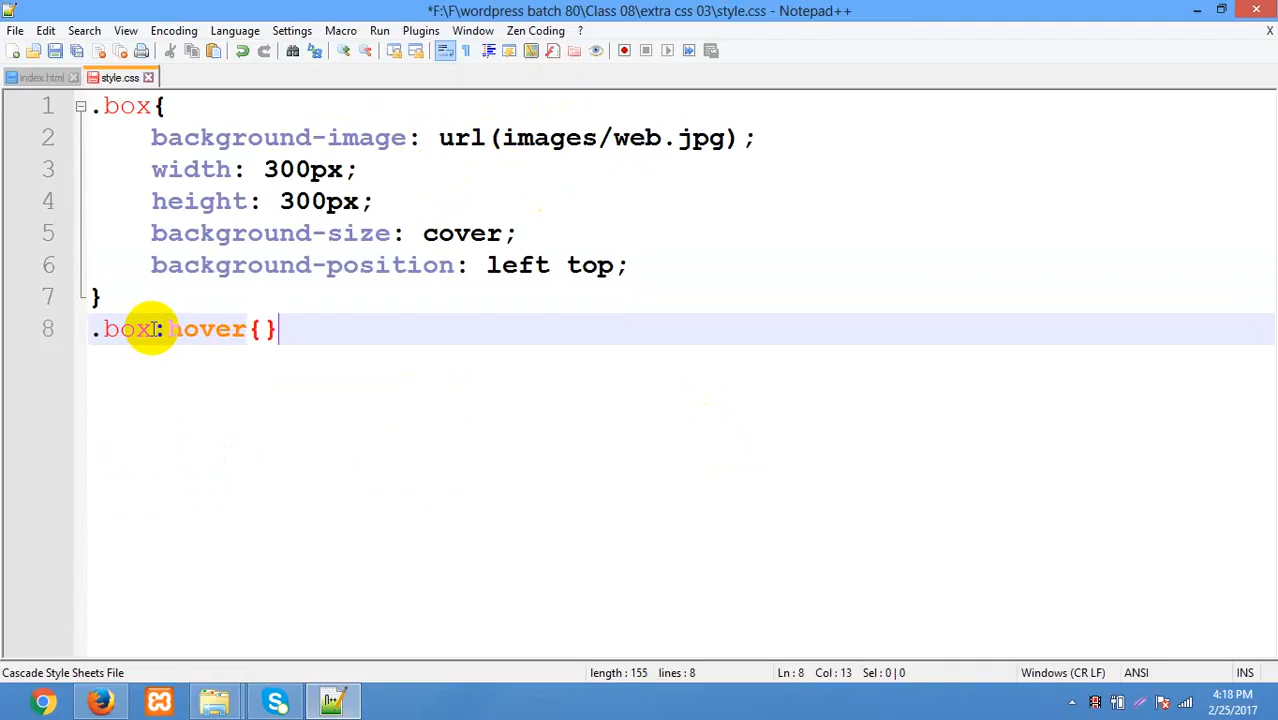 *F:\F\wordpress batch 80\Class 08\extra css 03\style.css - Notepad++
File Edit Search View Encoding Language Settings Macro Run Plugins Window Zen Coding ? X
index.html style.css
1 .box{
2 background-image: url(images/web.jpg);
3 width: 300px;
4 height: 300px;
5 background-size: cover;
6 background-position: left top;
7 }
8 .box:hover{}
Cascade Style Sheets File length : 155 lines : 8 Ln : 8 Col : 13 Sel : 0 | 0 Windows (CR LF) ANSI INS
4:18 PM
2/25/2017